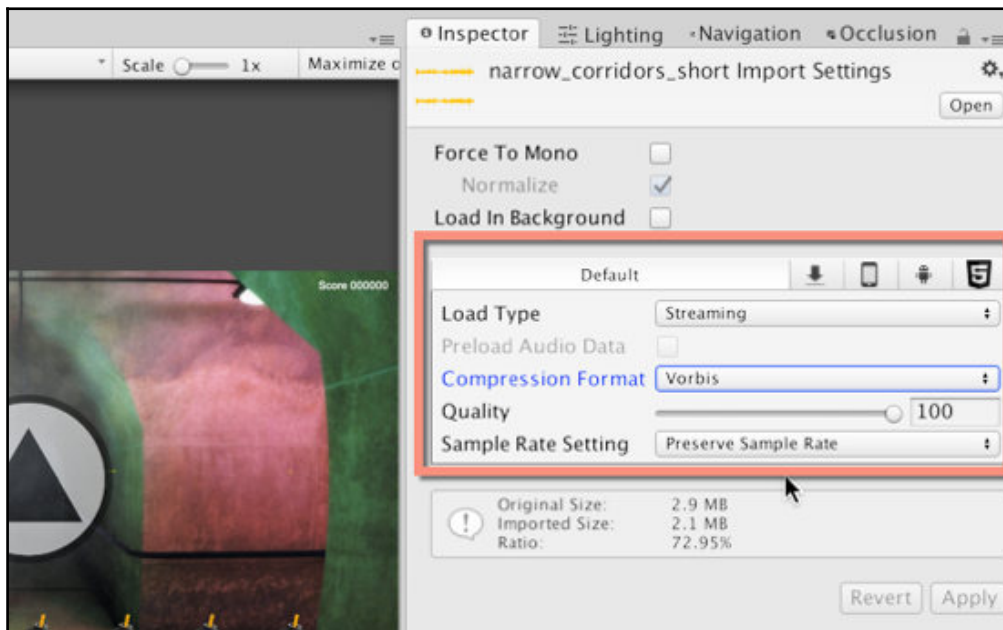 Inspector Lighting Navigation Occlusion
Scale 1x Maximize
narrow_corridors_short Import Settings
Open
Force To Mono
Normalize
Load In Background
Default
Score 000000
Load Type Streaming
Preload Audio Data
Compression Format Vorbis
Quality 100
Sample Rate Setting Preserve Sample Rate
Original Size: 2.9 MB
Imported Size: 2.1 MB
Ratio: 72.95%
Revert Apply